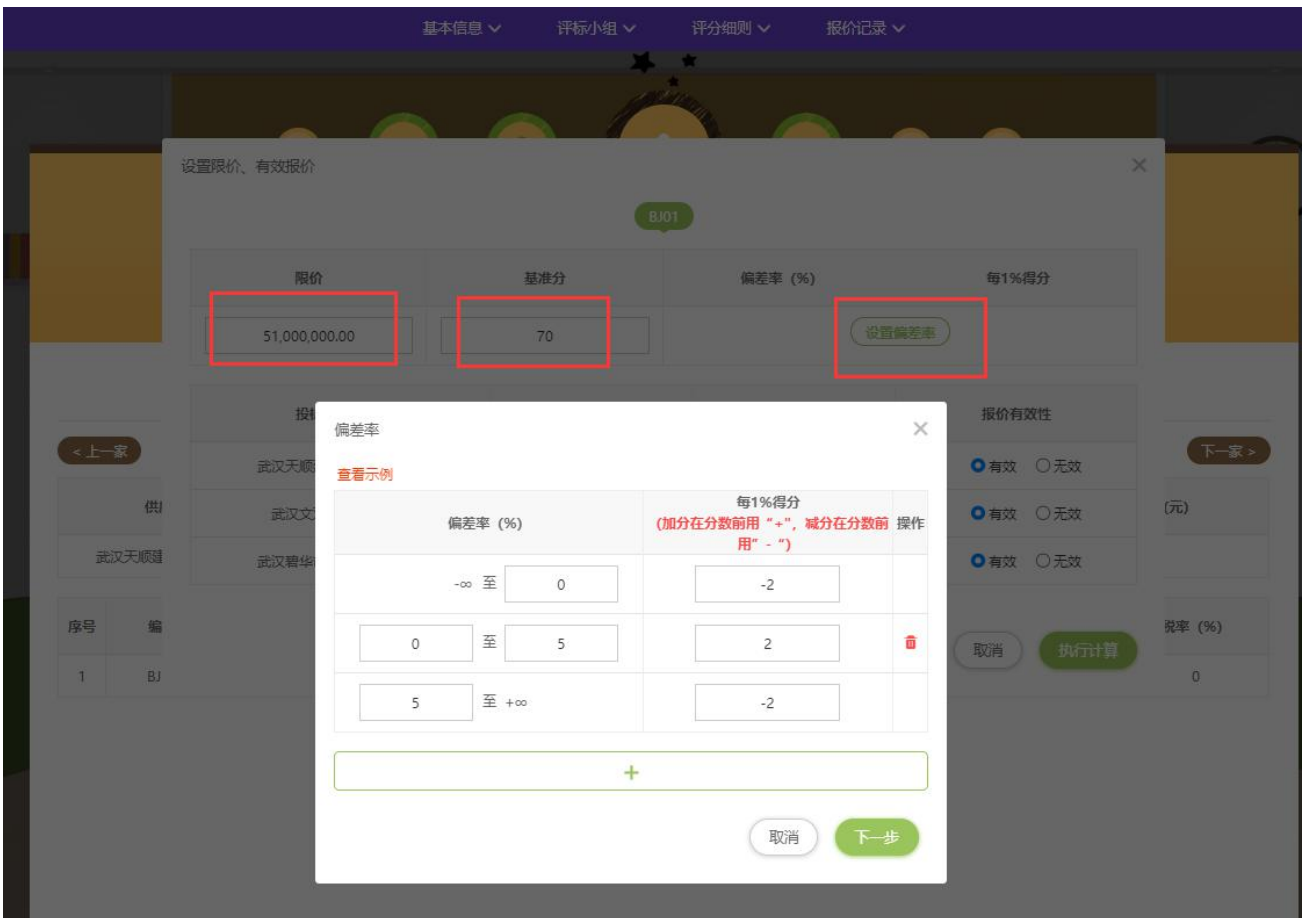 基本信息 评标小组 评分细则 报价记录
设置限价、有效报价
BJ01
限价 基准分 偏差率 (%) 每1%得分
51,000,000.00 70 设置偏差率
投 报价有效性
<上一家 下一家>
武汉天顺 有效 无效
武汉文 有效 无效
武汉碧华 有效 无效
供 (元)
武汉天顺建
序号 编 税率 (%)
1 BJ 0
取消 执行计算
偏差率
查看示例
偏差率 (%) 每1%得分 操作
(加分在分数前用 “+”, 减分在分数前
用” - “)
-∞ 至 0 -2
0 至 5 2
5 至 +∞ -2
+
取消 下一步